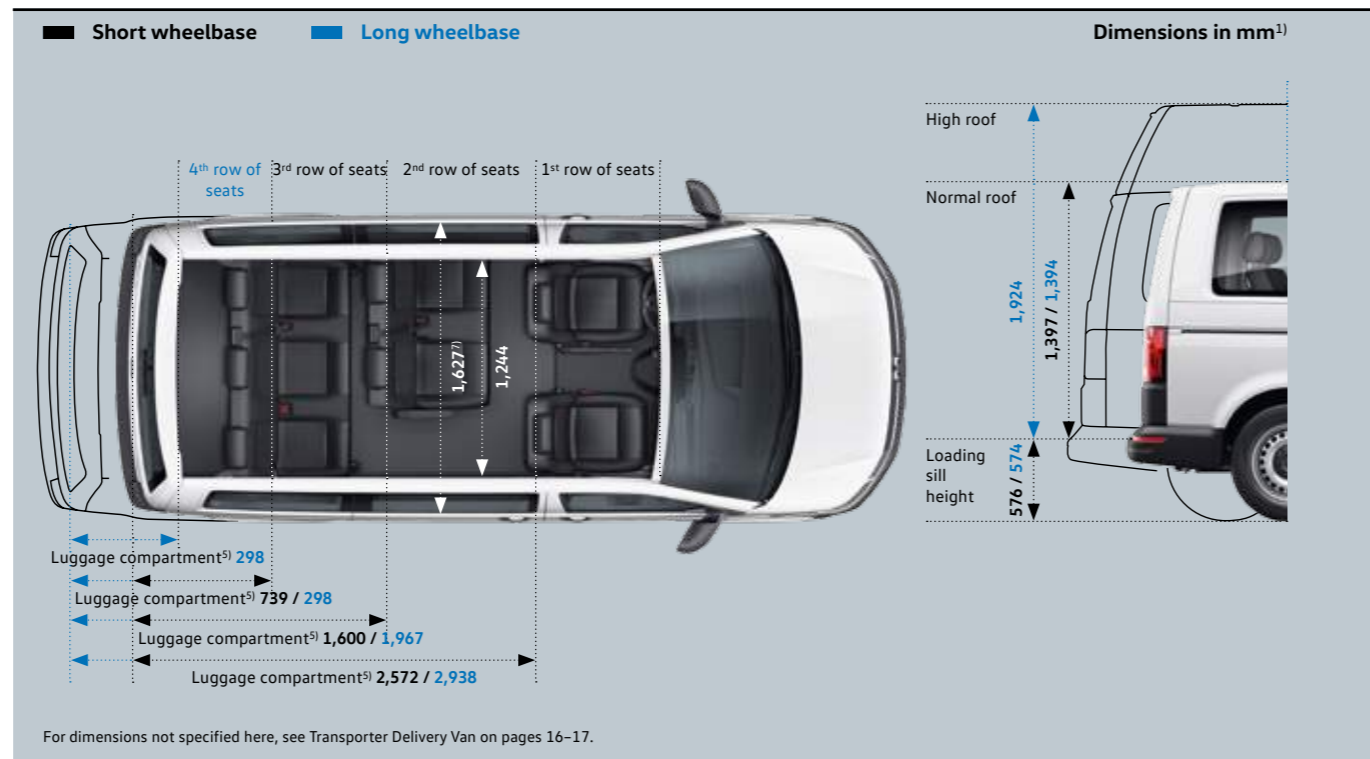 Short wheelbase
Long wheelbase
Dimensions in mm1)
4th row of
seats
3rd row of seats
2nd row of seats
1st row of seats
1,6277)
1,244
Luggage compartment5) 298
Luggage compartment5) 739 / 298
Luggage compartment5) 1,600 / 1,967
Luggage compartment5) 2,572 / 2,938
High roof
Normal roof
1,924
1,397 / 1,394
Loading
sill
height
576 / 574
For dimensions not specified here, see Transporter Delivery Van on pages 16–17.